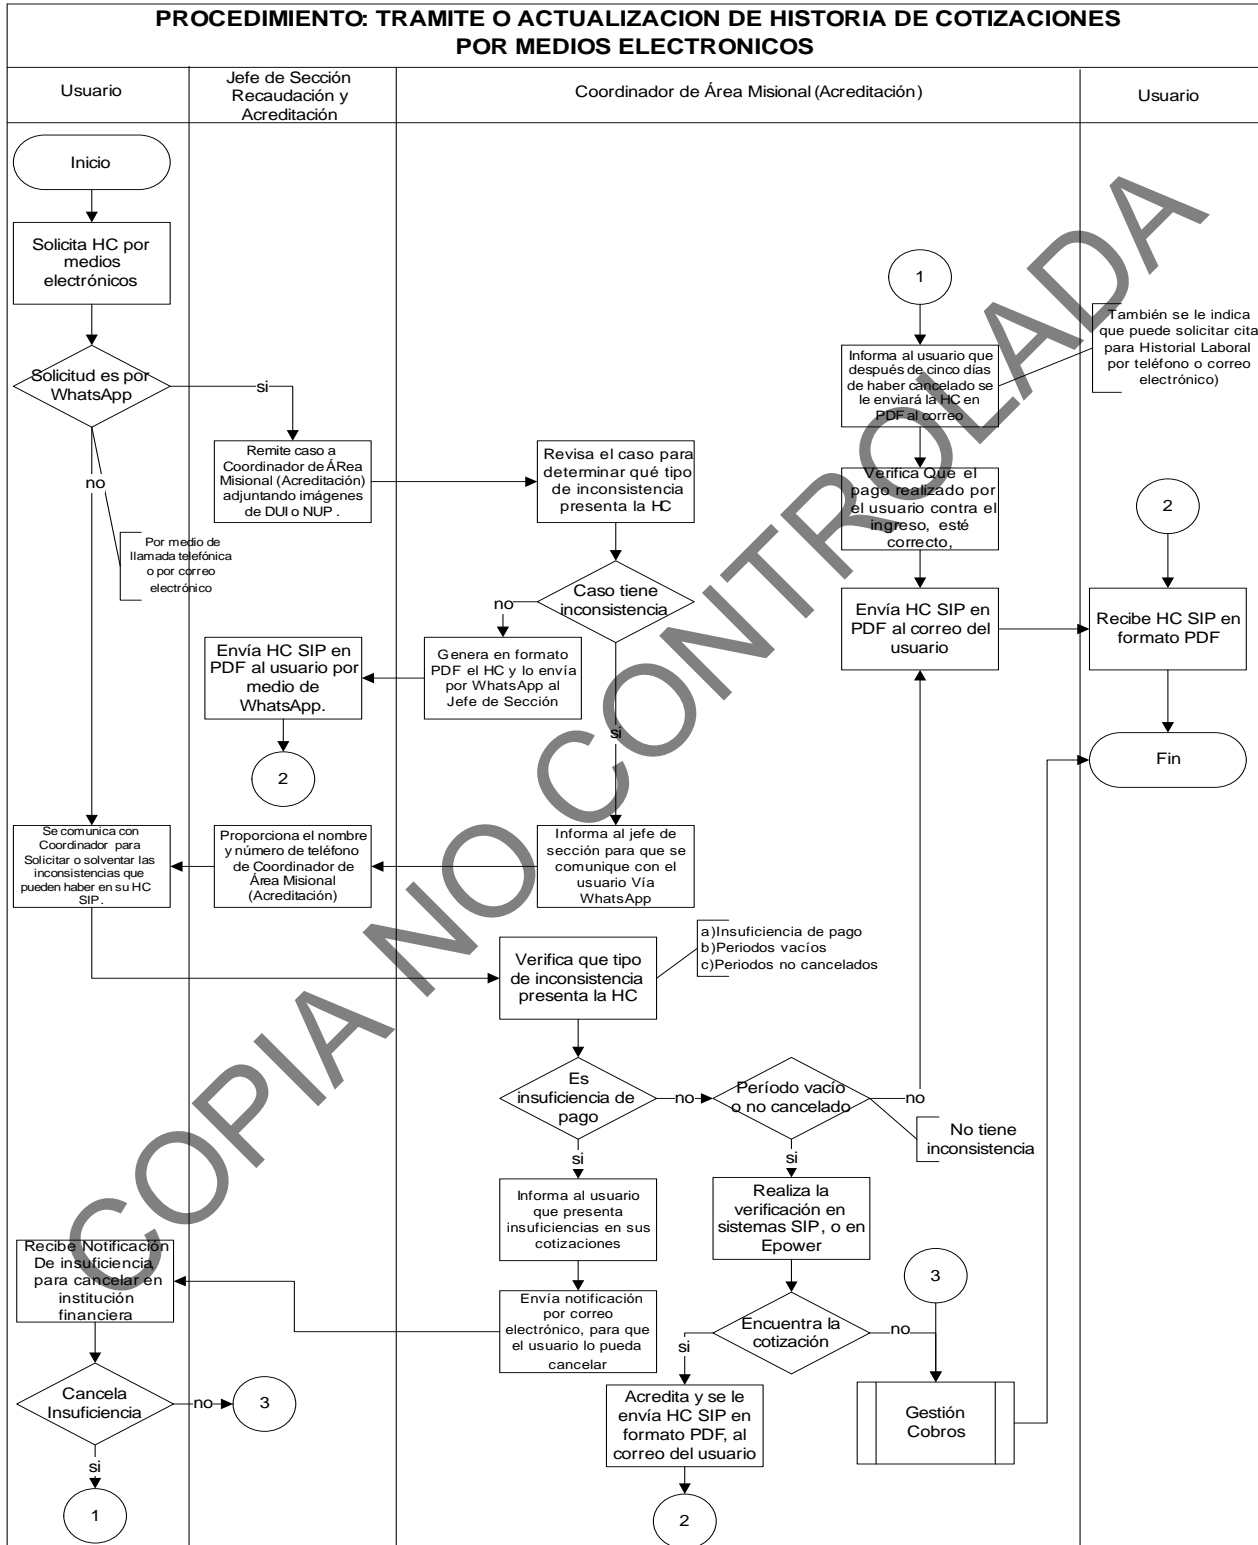 PROCEDIMIENTO: TRAMITE O ACTUALIZACION DE HISTORIA DE COTIZACIONES
POR MEDIOS ELECTRONICOS
Usuario
Jefe de Sección
Recaudación y
Acreditación
Coordinador de Área Misional (Acreditación)
Usuario
Inicio
Solicita HC por
medios
electrónicos
Solicitud es por
WhatsApp
si
no
Por medio de
llamada telefónica
o por correo
electrónico
Remite caso a
Coordinador de ÁRea
Misional (Acreditación)
adjuntando imágenes
de DUI o NUP .
Revisa el caso para
determinar qué tipo
de inconsistencia
presenta la HC
Caso tiene
inconsistencia
no
si
Genera en formato
PDF el HC y lo envía
por WhatsApp al
Jefe de Sección
Envía HC SIP en
PDF al usuario por
medio de
WhatsApp.
2
1
Informa al usuario que
después de cinco días
de haber cancelado se
le enviará la HC en
PDF al correo
También se le indica
que puede solicitar cita
para Historial Laboral
por teléfono o correo
electrónico)
Verifica Que el
pago realizado por
el usuario contra el
ingreso, esté
correcto,
Envía HC SIP en
PDF al correo del
usuario
2
Recibe HC SIP en
formato PDF
Fin
Se comunica con
Coordinador para
Solicitar o solventar las
inconsistencias que
pueden haber en su HC
SIP.
Proporciona el nombre
y número de teléfono
de Coordinador de
Área Misional
(Acreditación)
Informa al jefe de
sección para que se
comunique con el
usuario Vía
WhatsApp
Verifica que tipo
de inconsistencia
presenta la HC
a)Insuficiencia de pago
b)Periodos vacíos
c)Periodos no cancelados
Es
insuficiencia de
pago
no
Período vacío
o no cancelado
no
No tiene
inconsistencia
si
si
Informa al usuario
que presenta
insuficiencias en sus
cotizaciones
Realiza la
verificación en
sistemas SIP, o en
Epower
Recibe Notificación
De insuficiencia,
para cancelar en
institución
financiera
Envía notificación
por correo
electrónico, para que
el usuario lo pueda
cancelar
Encuentra la
cotización
no
si
3
Cancela
Insuficiencia
no
3
si
1
Acredita y se le
envía HC SIP en
formato PDF, al
correo del usuario
2
Gestión
Cobros
COPIA NO CONTROLADA